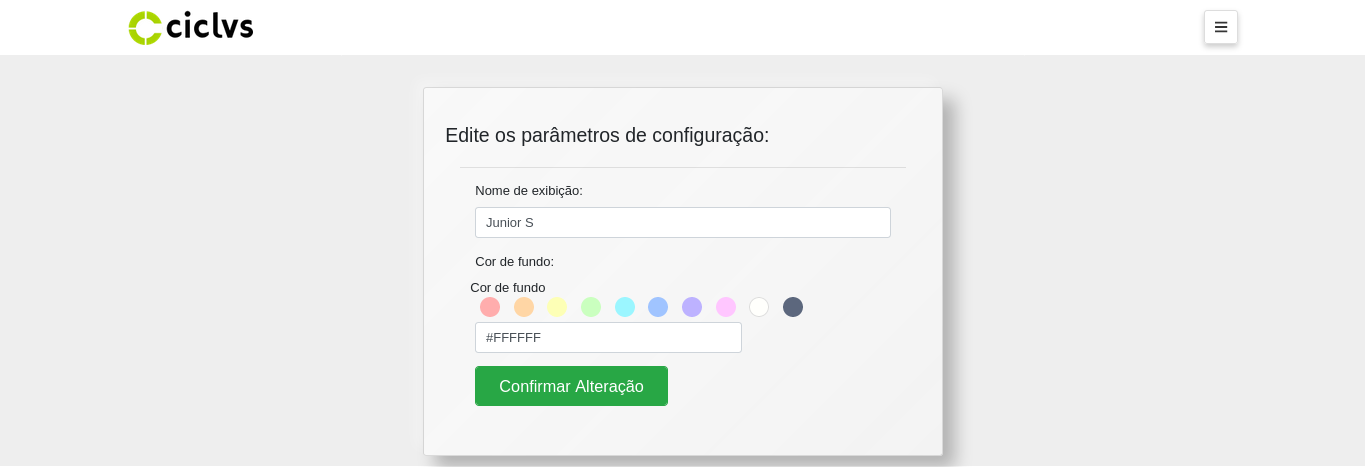 ciclvs
Edite os parâmetros de configuração:
Nome de exibição:
Junior S
Cor de fundo:
Cor de fundo
#FFFFFF
Confirmar Alteração